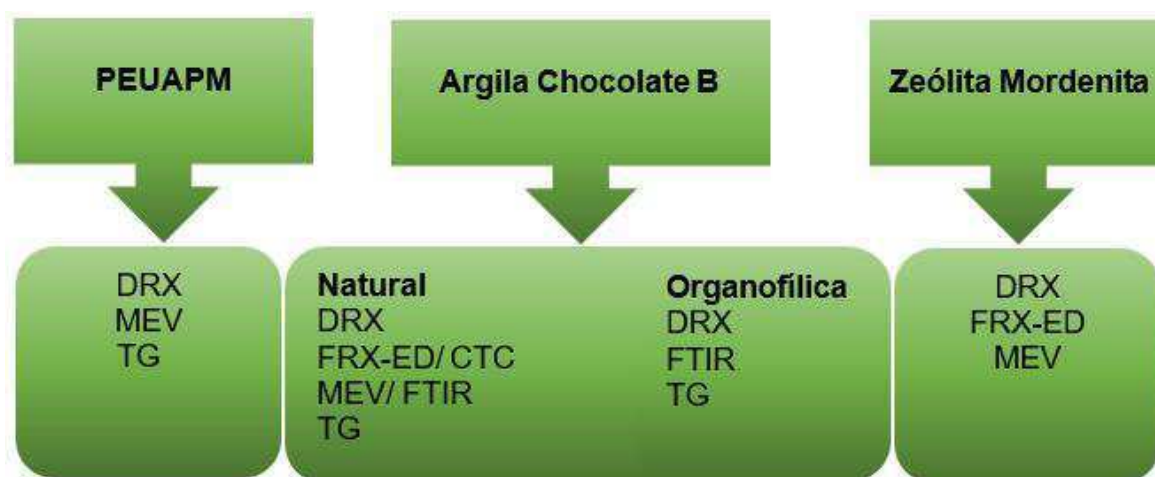 PEUAPM
Argila Chocolate B
Zeólita Mordenita
DRX
MEV
TG
Natural
DRX
FRX-ED/ CTC
MEV/ FTIR
TG
Organofílica
DRX
FTIR
TG
DRX
FRX-ED
MEV